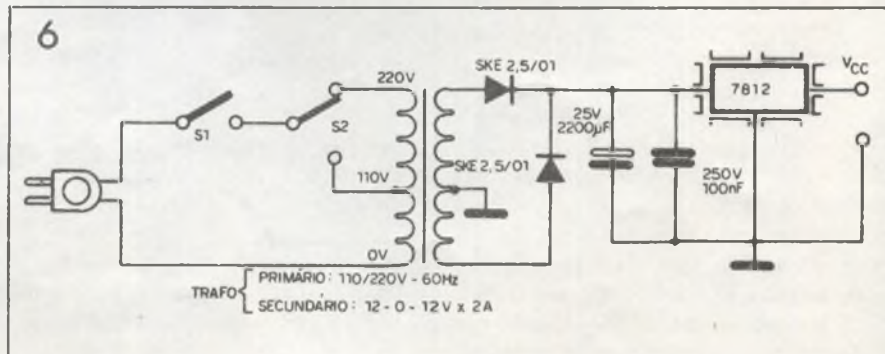 6
220V
SKE 2,5/01
VCC
7812
25V
2200µF
S1
S2
SKE 2,5/01
110V
250V
100nF
0V
TRAFO { PRIMÁRIO: 110/220V - 60Hz
SECUNDÁRIO: 12-0-12V x 2A